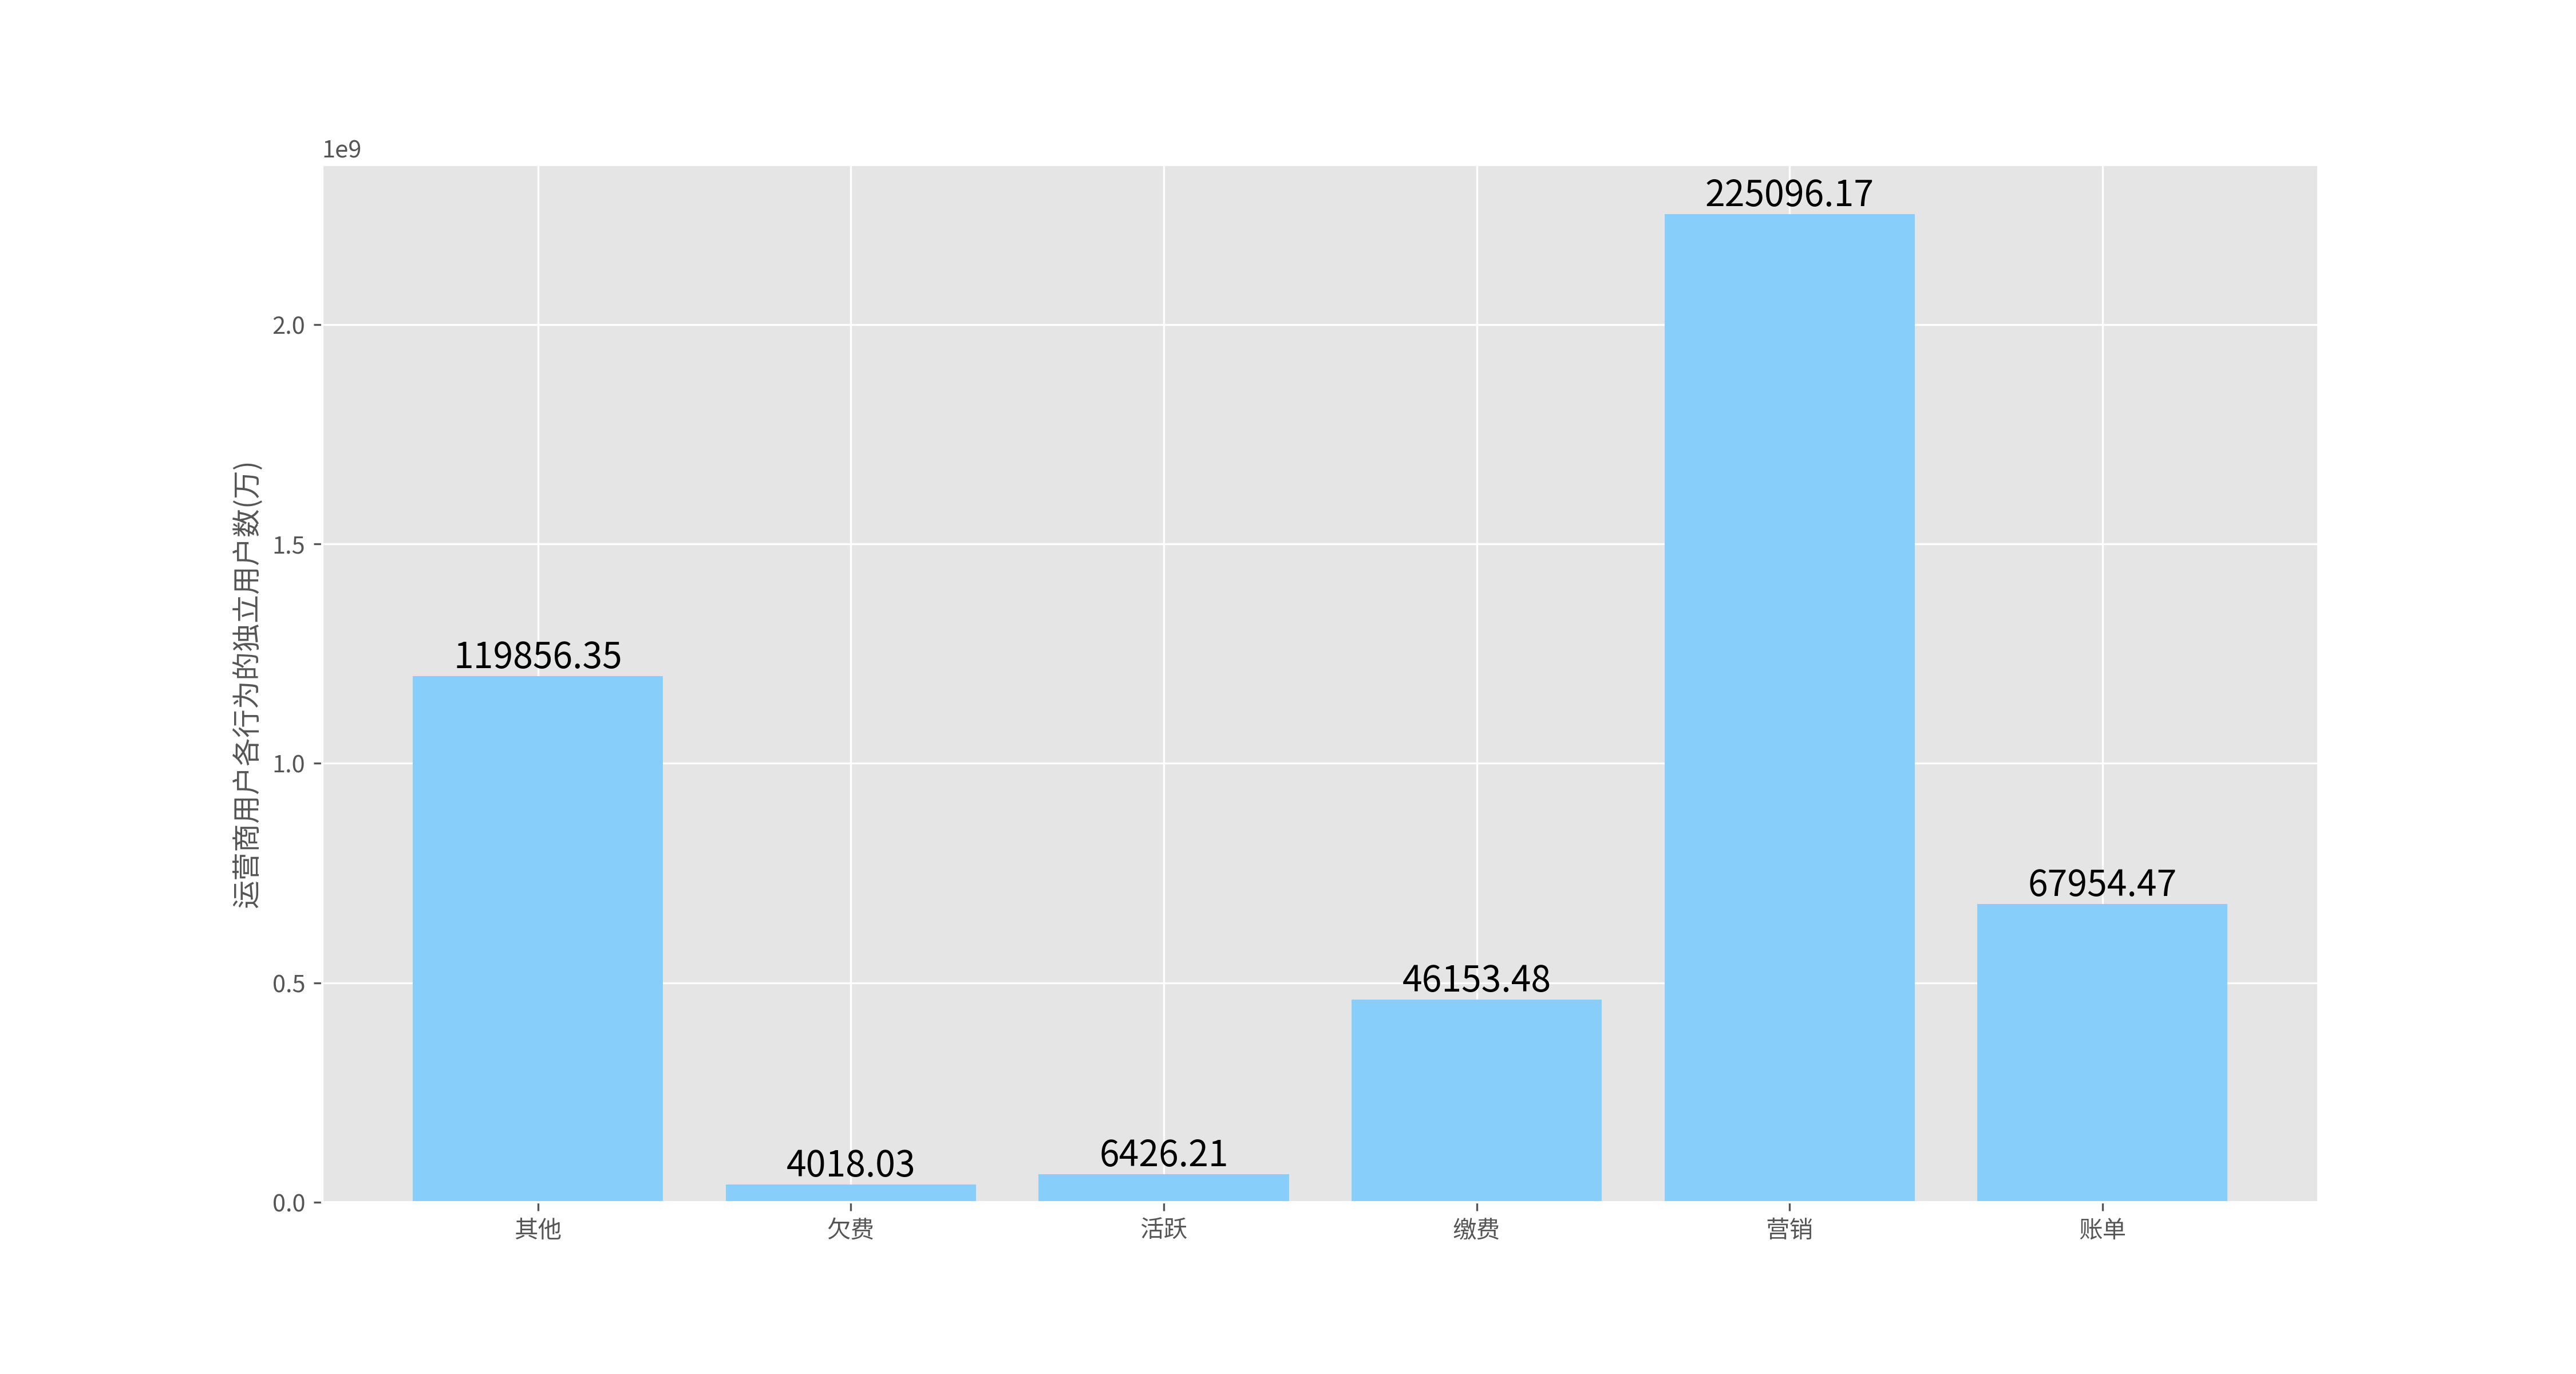 1e9
运营商用户各行为的独立用户数(万)
2.0
1.5
1.0
0.5
0.0
119856.35
4018.03
6426.21
46153.48
225096.17
67954.47
其他
欠费
活跃
缴费
营销
账单